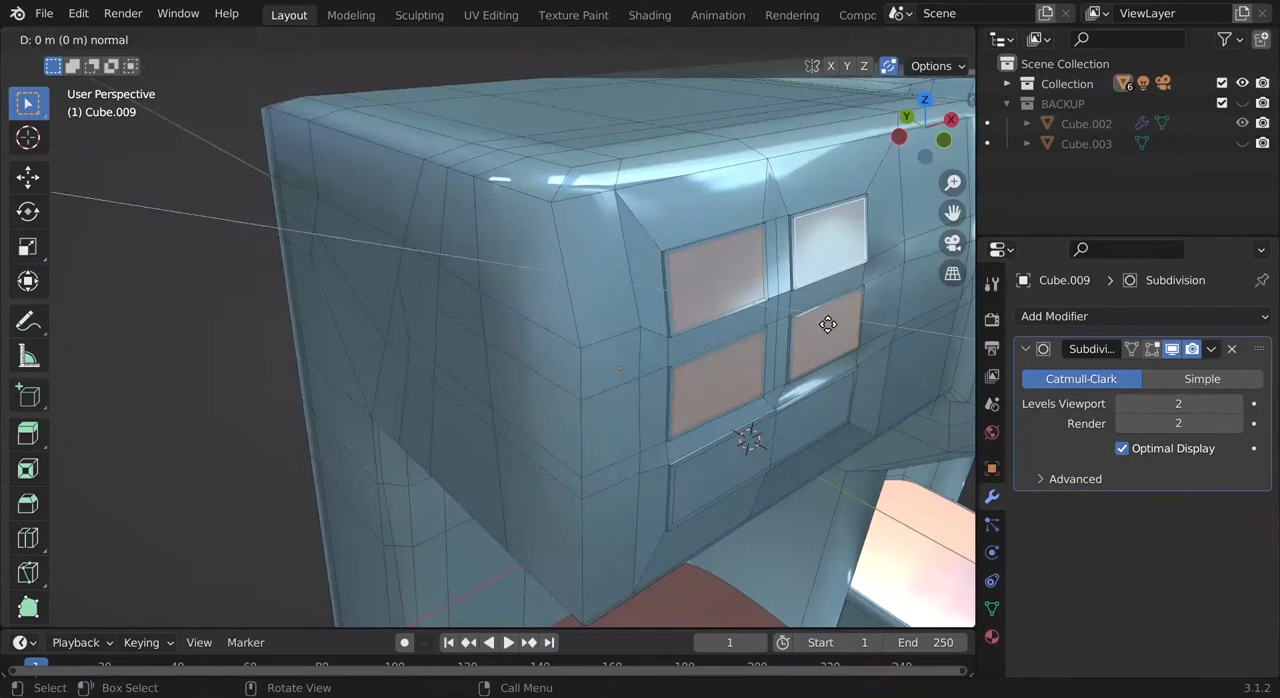 File Edit Render Window Help Layout Modeling Sculpting UV Editing Texture Paint Shading Animation Rendering Compc Scene ViewLayer
D: 0 m (0 m) normal
X Y Z Options
User Perspective
(1) Cube.009
Z
Y X
Scene Collection
Collection 6
BACKUP
Cube.002
Cube.003
Cube.009 Subdivision
Add Modifier
Subdivi...
Catmull-Clark Simple
Levels Viewport 2
Render 2
Optimal Display
Advanced
Playback Keying View Marker 1 Start 1 End 250
1
Select Box Select Rotate View Call Menu 3.1.2